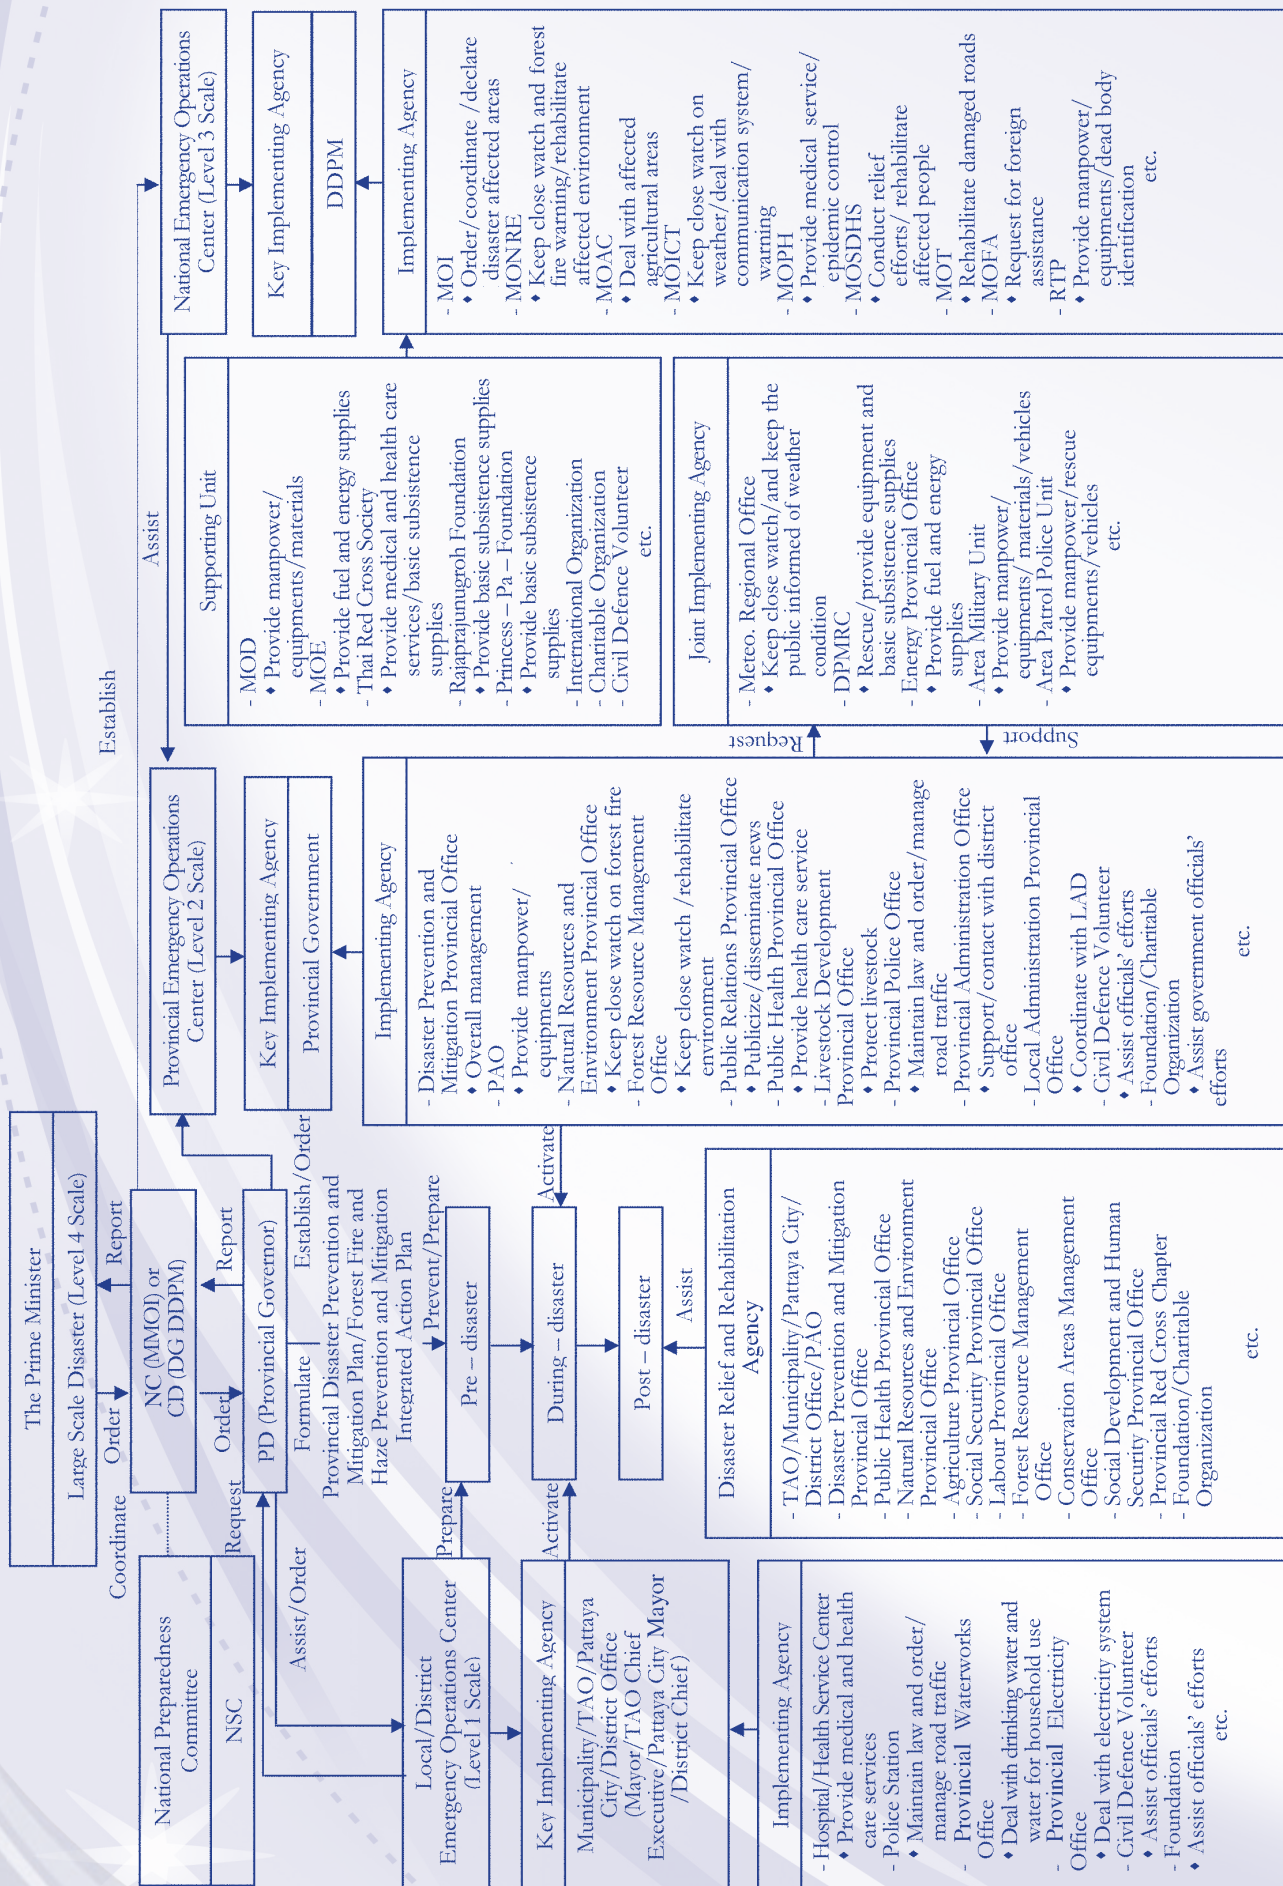 The Prime Minister
Large Scale Disaster (Level 4 Scale)
Coordinate
Order
Report
National Preparedness
Committee
NSC
NC (MMOI) or
CD (DG DDPM)
Establish
Assist
Request
Order
Report
PD (Provincial Governor)
Assist/Order
Formulate
Establish/Order
Provincial Disaster Prevention and
Mitigation Plan/Forest Fire and
Haze Prevention and Mitigation
Integrated Action Plan
Prevent/Prepare
Local/District
Emergency Operations Center
(Level 1 Scale)
Prepare
Pre – disaster
Key Implementing Agency
Municipality/TAO/Pattaya
City/District Office
(Mayor/TAO Chief
Executive/Pattaya City Mayor
/District Chief)
Activate
During – disaster
Activate
Post – disaster
Assist
Implementing Agency
- Hospital/Health Service Center
♦ Provide medical and health
care services
- Police Station
♦ Maintain law and order/
manage road traffic
- Provincial Waterworks
Office
♦ Deal with drinking water and
water for household use
- Provincial Electricity
Office
♦ Deal with electricity system
- Civil Defence Volunteer
♦ Assist officials’ efforts
- Foundation
♦ Assist officials’ efforts
etc.
Disaster Relief and Rehabilitation
Agency
- TAO/Municipality/Pattaya City/
District Office/PAO
- Disaster Prevention and Mitigation
Provincial Office
- Public Health Provincial Office
- Natural Resources and Environment
Provincial Office
- Agriculture Provincial Office
- Social Security Provincial Office
- Labour Provincial Office
- Forest Resource Management
Office
- Conservation Areas Management
Office
- Social Development and Human
Security Provincial Office
- Provincial Red Cross Chapter
- Foundation/Charitable
Organization
etc.
Provincial Emergency Operations
Center (Level 2 Scale)
Key Implementing Agency
Provincial Government
Implementing Agency
- Disaster Prevention and
Mitigation Provincial Office
♦ Overall management
- PAO
♦ Provide manpower/
equipments
- Natural Resources and
Environment Provincial Office
♦ Keep close watch on forest fire
- Forest Resource Management
Office
♦ Keep close watch /rehabilitate
environment
- Public Relations Provincial Office
♦ Publicize/disseminate news
- Public Health Provincial Office
♦ Provide health care service
- Livestock Development
Provincial Office
♦ Protect livestock
- Provincial Police Office
♦ Maintain law and order/manage
road traffic
- Provincial Administration Office
♦ Support/contact with district
office
- Local Administration Provincial
Office
♦ Coordinate with LAD
- Civil Defence Volunteer
♦ Assist officials’ efforts
- Foundation/Charitable
Organization
♦ Assist government officials’
efforts
etc.
Request
Support
Supporting Unit
- MOD
♦ Provide manpower/
equipments/materials
- MOE
♦ Provide fuel and energy supplies
- Thai Red Cross Society
♦ Provide medical and health care
services/basic subsistence
supplies
- Rajaprajunugroh Foundation
♦ Provide basic subsistence supplies
- Princess – Pa – Foundation
♦ Provide basic subsistence
supplies
- International Organization
- Charitable Organization
- Civil Defence Volunteer
etc.
Joint Implementing Agency
- Meteo. Regional Office
♦ Keep close watch/and keep the
public informed of weather
condition
- DPMRC
♦ Rescue/provide equipment and
basic subsistence supplies
- Energy Provincial Office
♦ Provide fuel and energy
supplies
- Area Military Unit
♦ Provide manpower/
equipments/materials/vehicles
- Area Patrol Police Unit
♦ Provide manpower/rescue
equipments/vehicles
etc.
National Emergency Operations
Center (Level 3 Scale)
Key Implementing Agency
DDPM
Implementing Agency
- MOI
♦ Order/coordinate /declare
disaster affected areas
- MONRE
♦ Keep close watch and forest
fire warning/rehabilitate
affected environment
- MOAC
♦ Deal with affected
agricultural areas
- MOICT
♦ Keep close watch on
weather/deal with
communication system/
warning
- MOPH
♦ Provide medical service/
epidemic control
- MOSDHS
♦ Conduct relief
efforts/ rehabilitate
affected people
- MOT
♦ Rehabilitate damaged roads
- MOFA
♦ Request for foreign
assistance
- RTP
♦ Provide manpower/
equipments/dead body
identification
etc.